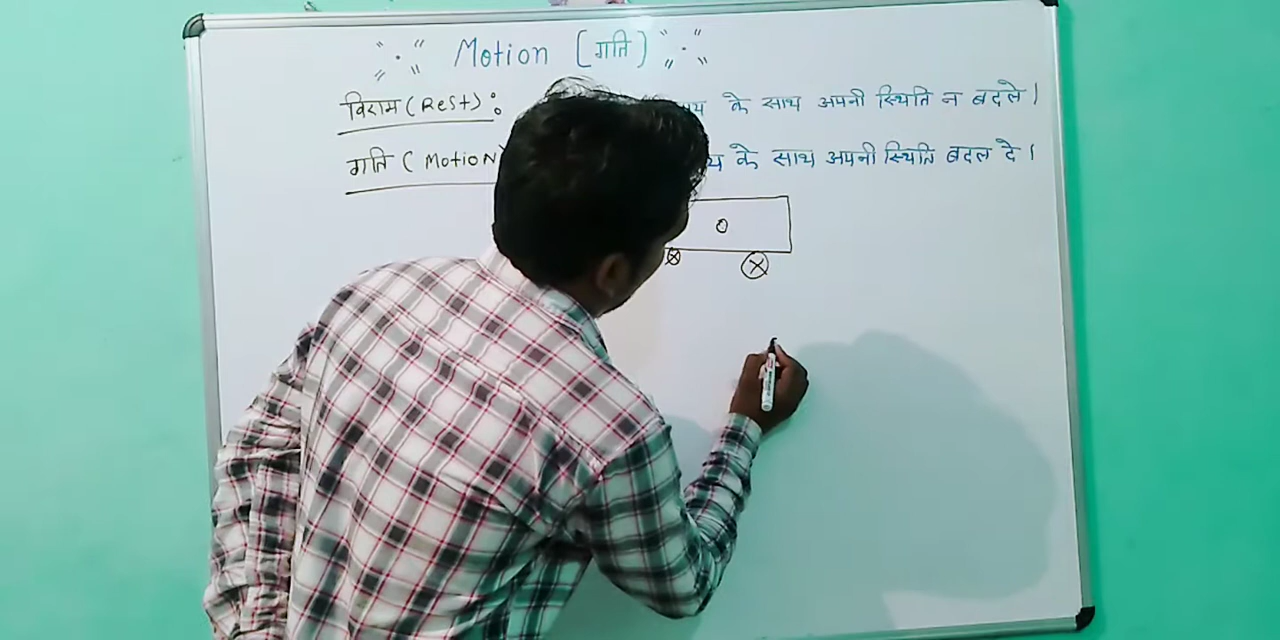 Motion [गति]
विराम (Rest) : के साथ अपनी स्थिति न बदले।
गति (Motion) के साथ अपनी स्थिति बदल दे।